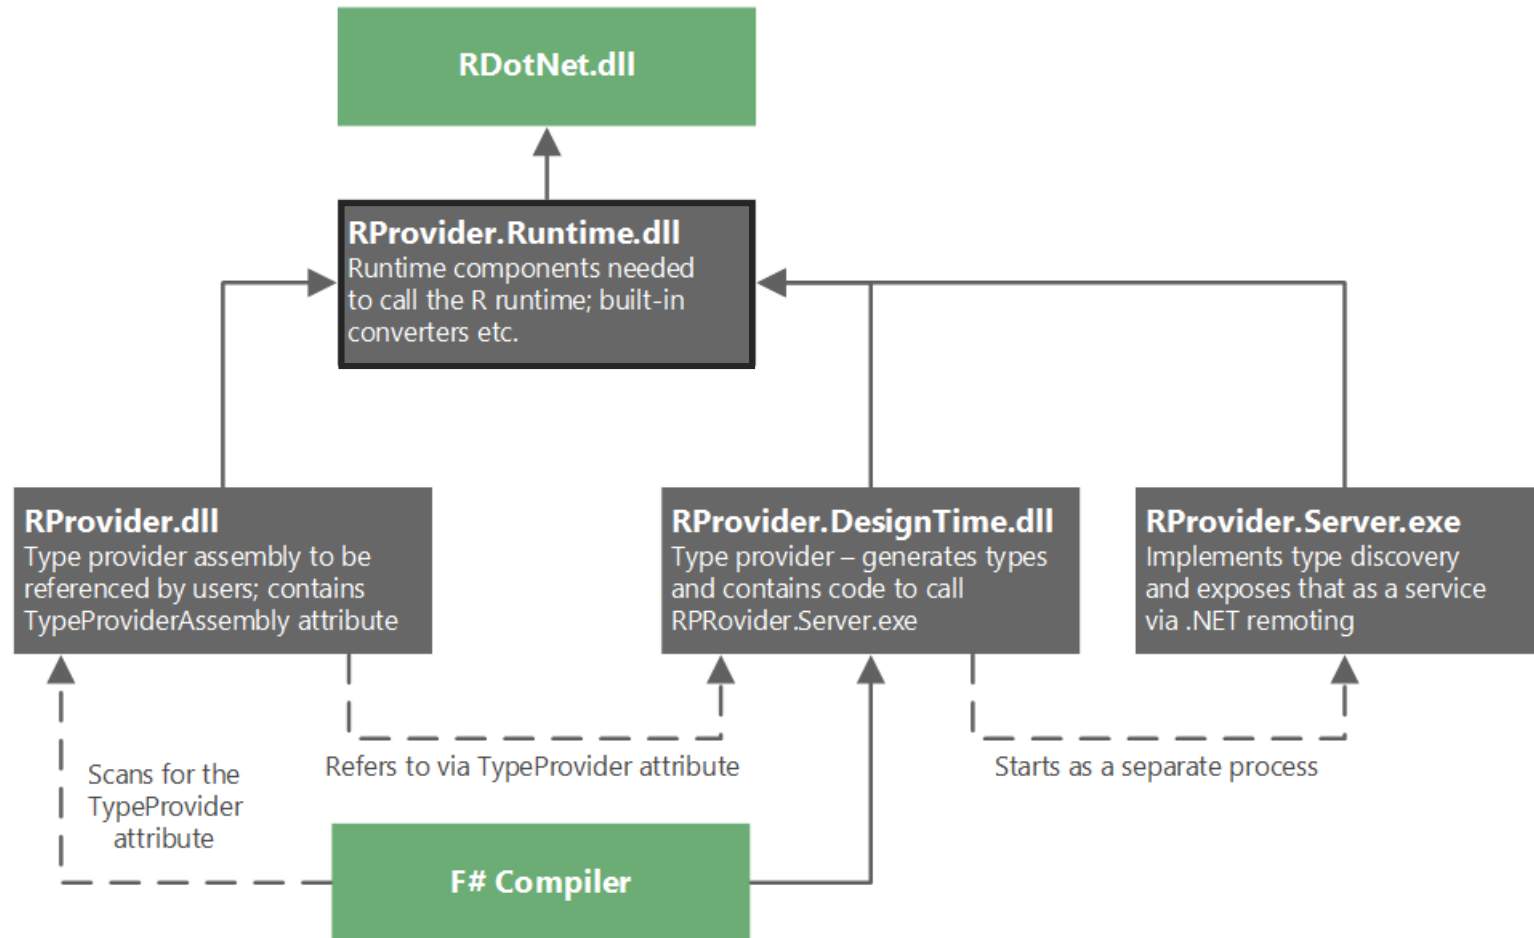 RDotNet.dll
RProvider.Runtime.dll
Runtime components needed
to call the R runtime; built-in
converters etc.
RProvider.dll
Type provider assembly to be
referenced by users; contains
TypeProviderAssembly attribute
RProvider.DesignTime.dll
Type provider – generates types
and contains code to call
RPRovider.Server.exe
RProvider.Server.exe
Implements type discovery
and exposes that as a service
via .NET remoting
Scans for the
TypeProvider
attribute
Refers to via TypeProvider attribute
Starts as a separate process
F# Compiler